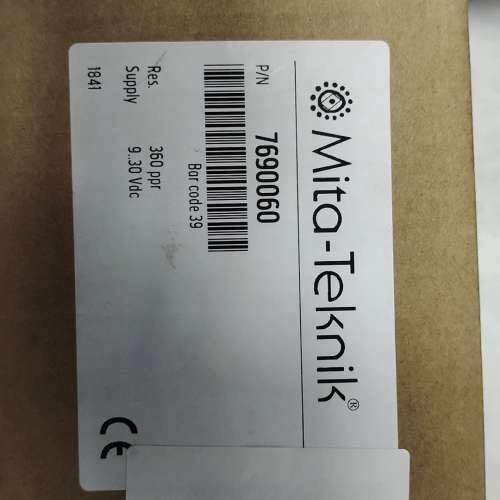 Mita-Teknik®
P/N 7690060
Bar code 39
Res. 360 ppr
Supply 9..30 Vdc
1841
CE